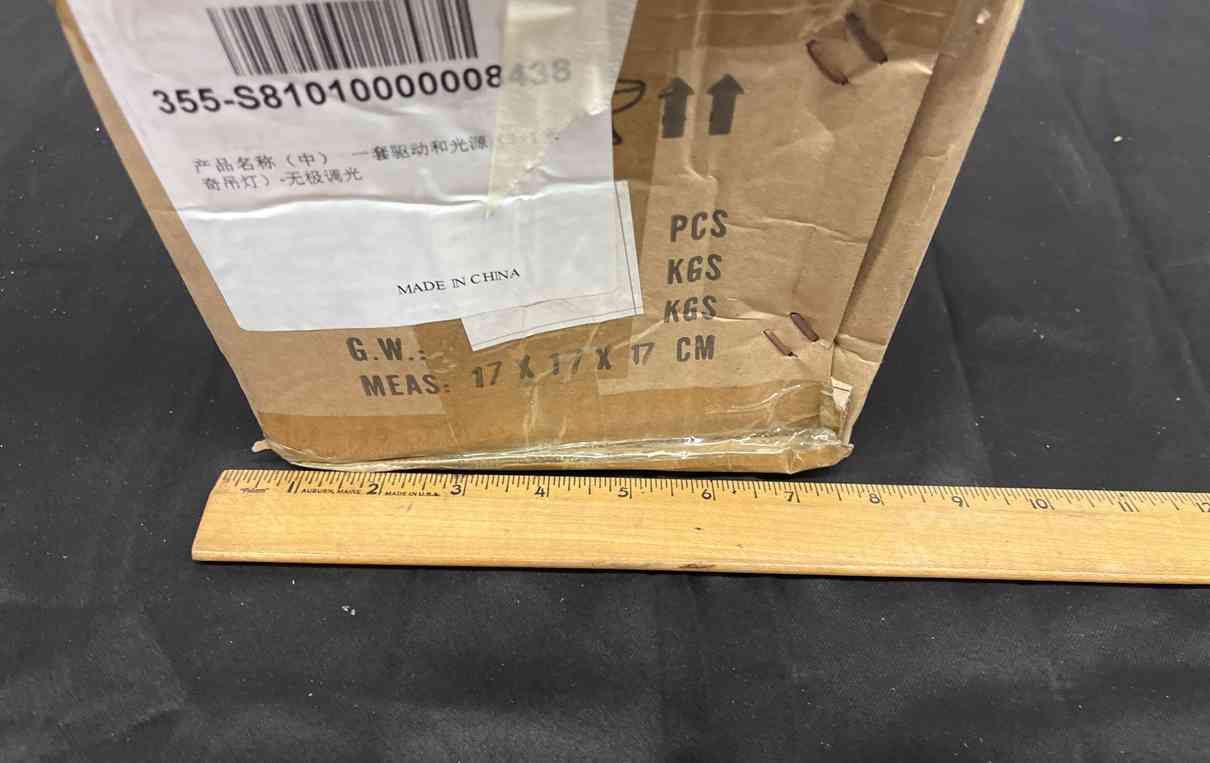 355-S81010000008438
产品名称（中） 一套驱动和光源
奇吊灯）-无极调光
MADE IN CHINA
PCS
KGS
KGS
G.W.:
MEAS: 17 X 17 X 17 CM
1 AUBURN, MAINE 2 MADE IN U.S.A. 3 4 5 6 7 8 9 10 11 12